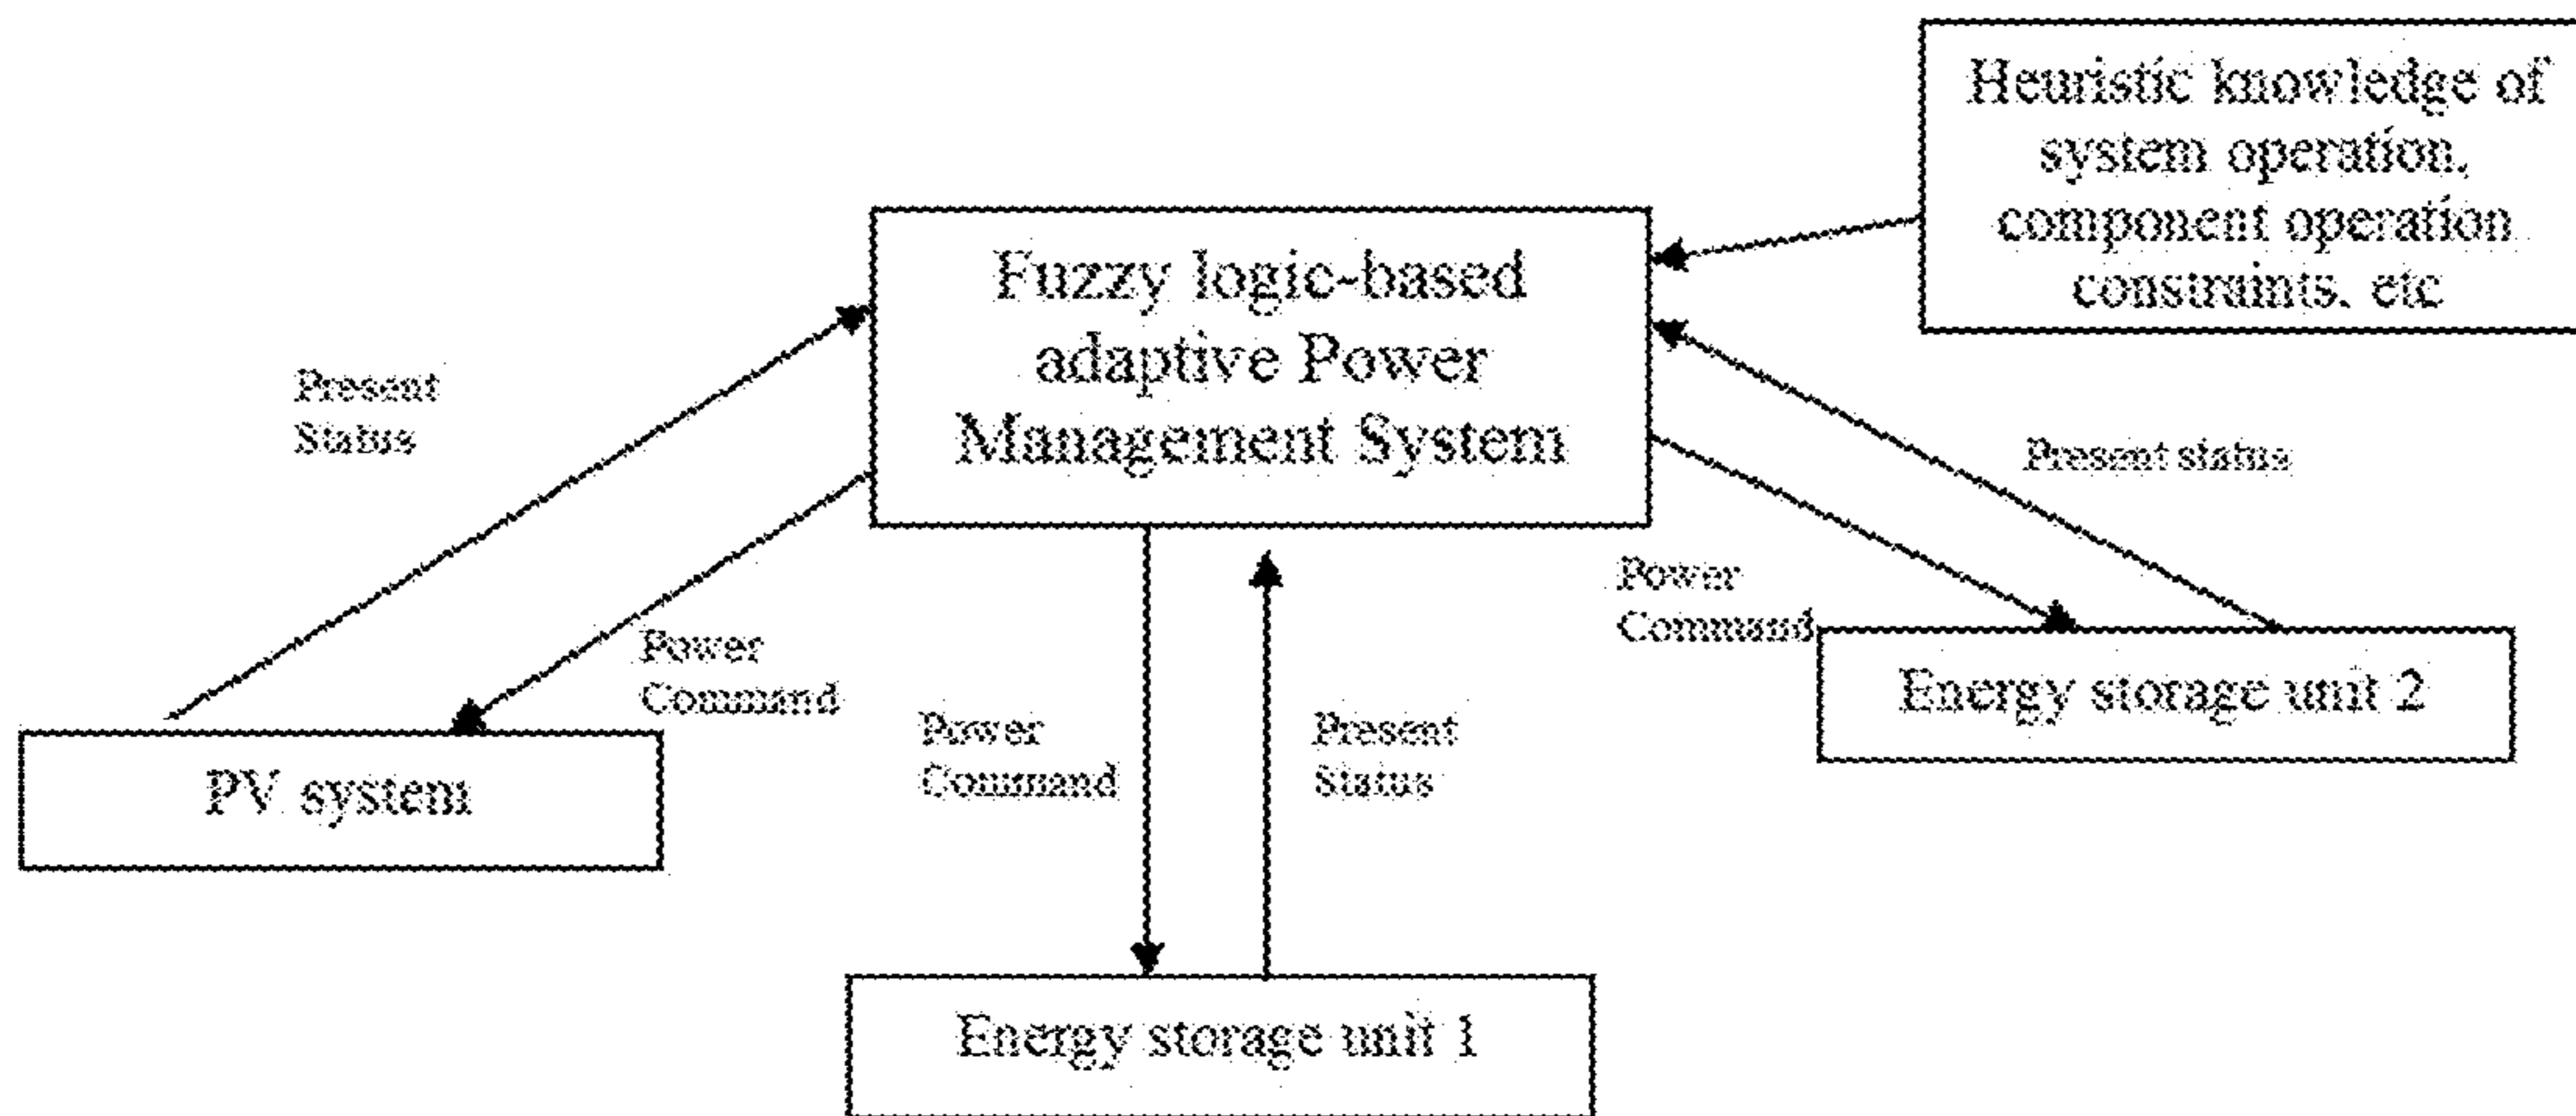 Heuristic knowledge of
system operation,
component operation
constraints, etc
Fuzzy logic-based
adaptive Power
Management System
Present
Status
Present status
Power
Command
Power
Command
Energy storage unit 2
Power
Command
Present
Status
PV system
Energy storage unit 1